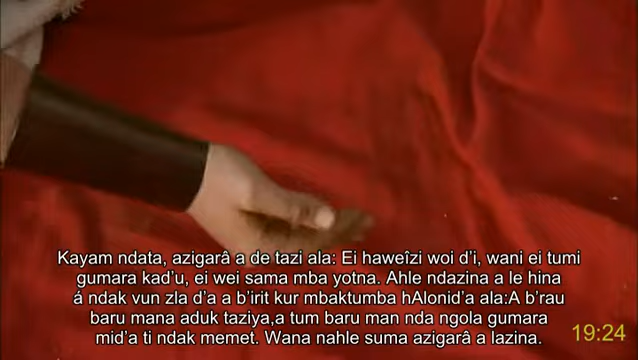 Kayam ndata, azigarâ a de tazi ala: Ei haweîzi woi d'i, wani ei tumi
gumara kad'u, ei wei sama mba yotna. Ahle ndazina a le hina
á ndak vun zla d'a a b'irit kur mbaktumba hAlonid'a ala:A b'rau
baru mana aduk taziya,a tum baru man nda ngola gumara
mid'a ti ndak memet. Wana nahle suma azigarâ a lazina.
19:24